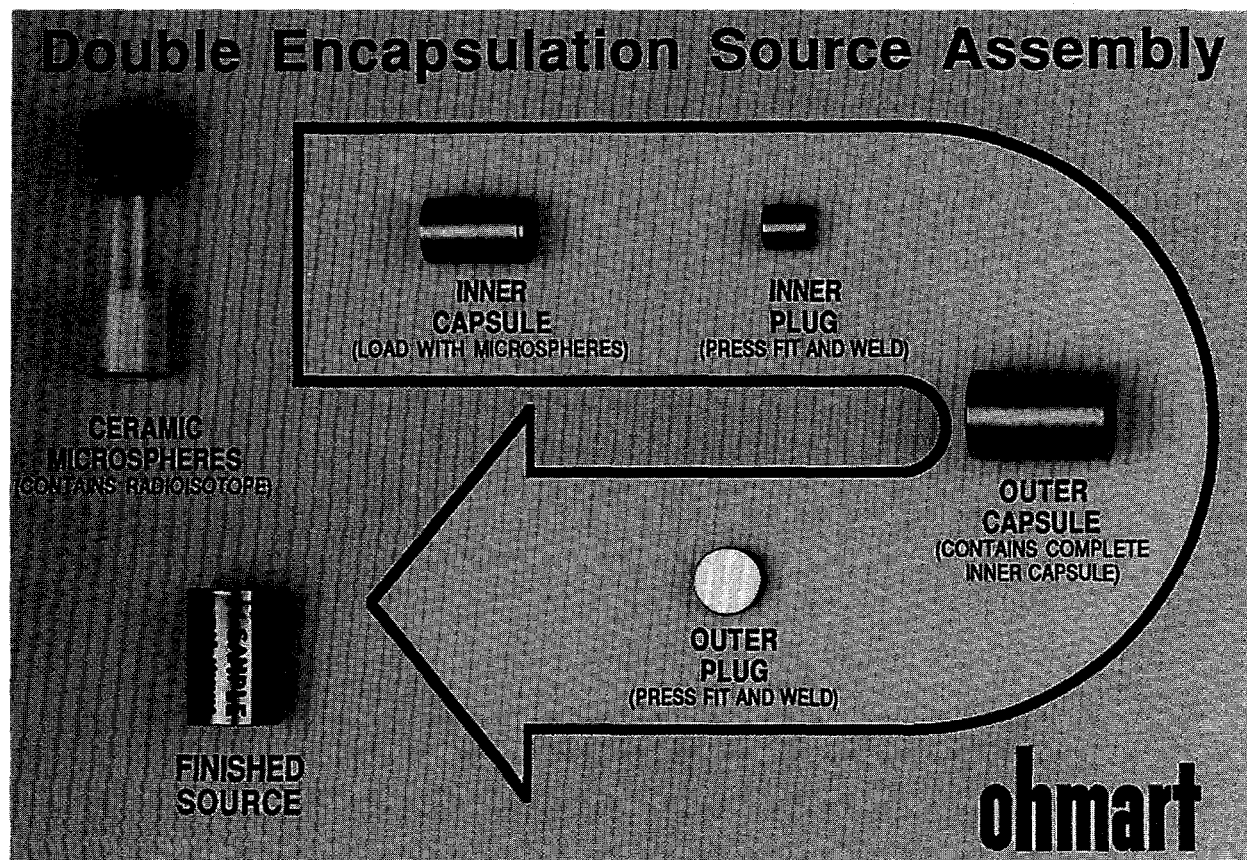 Double Encapsulation Source Assembly
INNER
CAPSULE
(LOAD WITH MICROSPHERES)
INNER
PLUG
(PRESS FIT AND WELD)
CERAMIC
MICROSPHERES
(CONTAINS RADIOISOTOPE)
OUTER
CAPSULE
(CONTAINS COMPLETE
INNER CAPSULE)
OUTER
PLUG
(PRESS FIT AND WELD)
SAMPLE
FINISHED
SOURCE
ohmart